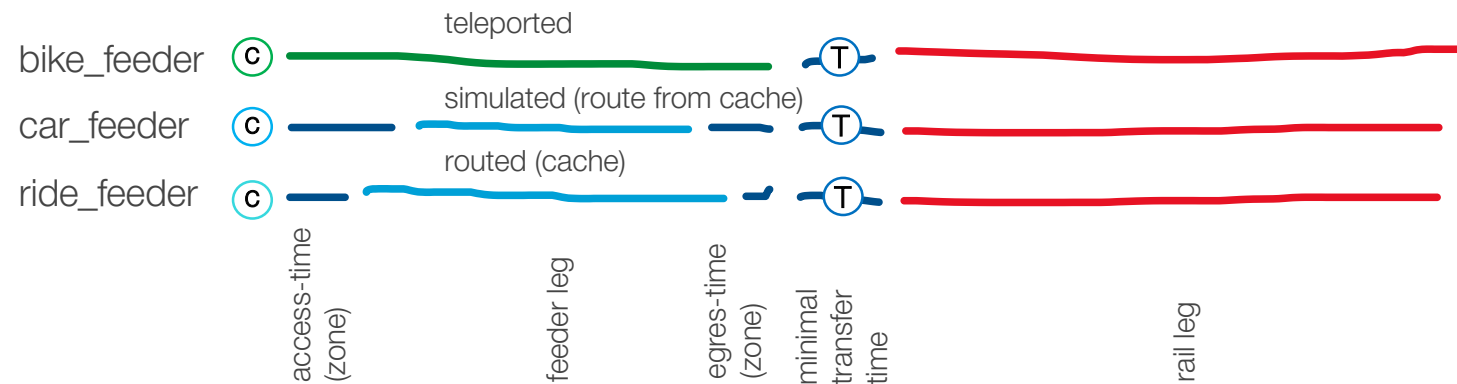 teleported
bike_feeder C T
simulated (route from cache)
car_feeder C T
routed (cache)
ride_feeder C T
access-time
(zone)
feeder leg
egres-time
(zone)
minimal
transfer
time
rail leg